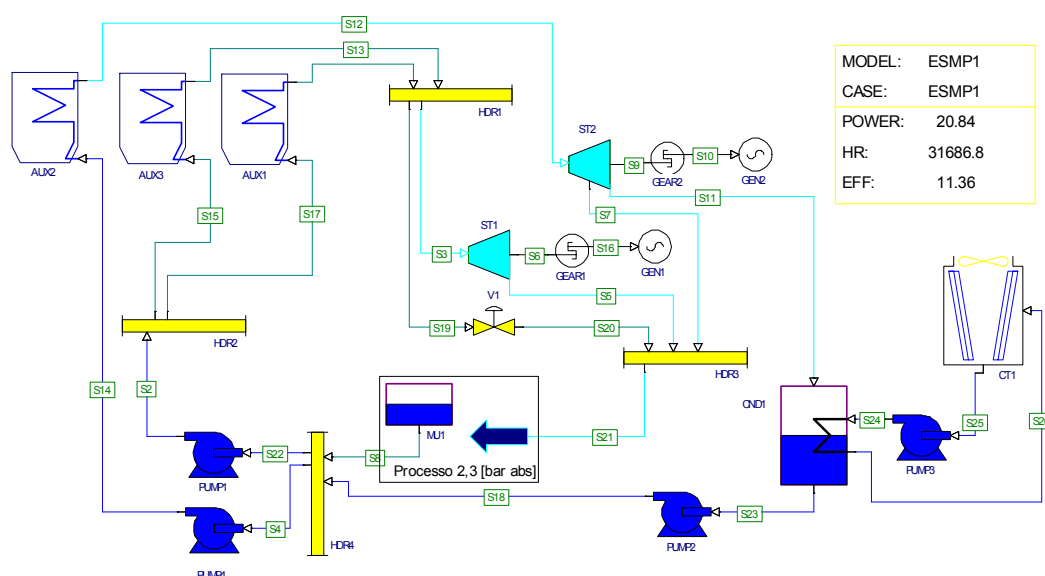 S12
S13
MODEL: ESMP1
CASE: ESMP1
POWER: 20.84
HR: 31686.8
EFF: 11.36
HDR1
ST2
AUX2
AUX3
AUX1
S9
GEAR2
S10
GEN2
S11
S7
S15
S17
ST1
S3
S6
GEAR1
S16
GEN1
S5
V1
S19
S20
HDR2
HDR3
CT1
S14
S2
CND1
S24
S25
MU1
S21
PUMP3
S22
S8
Processo 2,3 [bar abs]
PUMP1
S18
S4
PUMP2
S23
HDR4
PUMP1